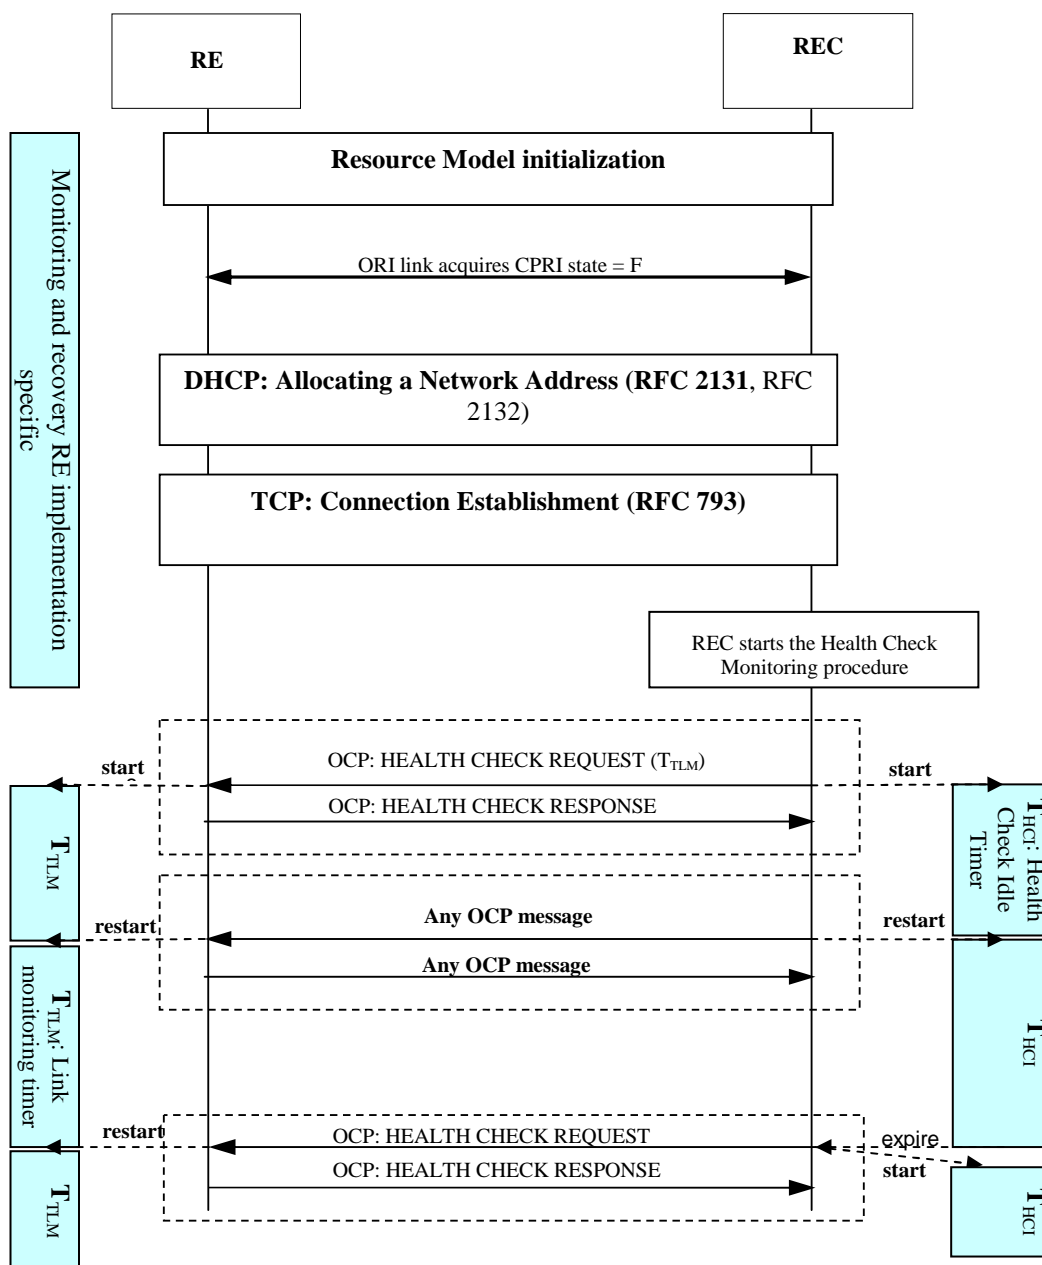 RE
REC
Resource Model initialization
Monitoring and recovery RE implementation
specific
ORI link acquires CPRI state = F
DHCP: Allocating a Network Address (RFC 2131, RFC
2132)
TCP: Connection Establishment (RFC 793)
REC starts the Health Check
Monitoring procedure
OCP: HEALTH CHECK REQUEST (TTLM)
start
start
OCP: HEALTH CHECK RESPONSE
TTLM
THCI: Health
Check Idle
Timer
Any OCP message
restart
restart
Any OCP message
TTLM: Link
monitoring timer
THCI
OCP: HEALTH CHECK REQUEST
restart
expire
OCP: HEALTH CHECK RESPONSE
start
TTLM
THCI